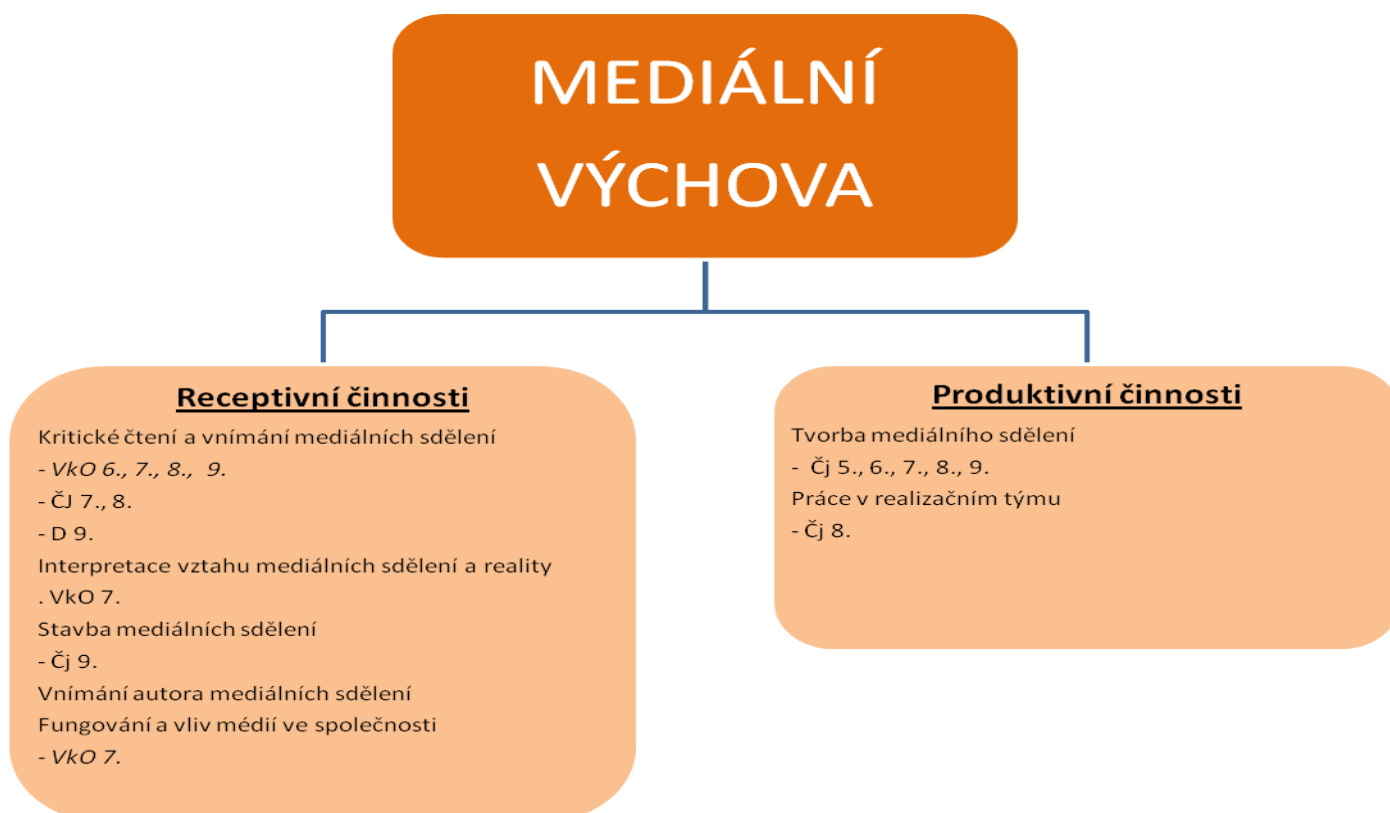 MEDIÁLNÍ
VÝCHOVA
Receptivní činnosti
Kritické čtení a vnímání mediálních sdělení
- VkO 6., 7., 8., 9.
- ČJ 7., 8.
- D 9.
Interpretace vztahu mediálních sdělení a reality
. VkO 7.
Stavba mediálních sdělení
- Čj 9.
Vnímání autora mediálních sdělení
Fungování a vliv médií ve společnosti
- VkO 7.
Produktivní činnosti
Tvorba mediálního sdělení
- Čj 5., 6., 7., 8., 9.
Práce v realizačním týmu
- Čj 8.